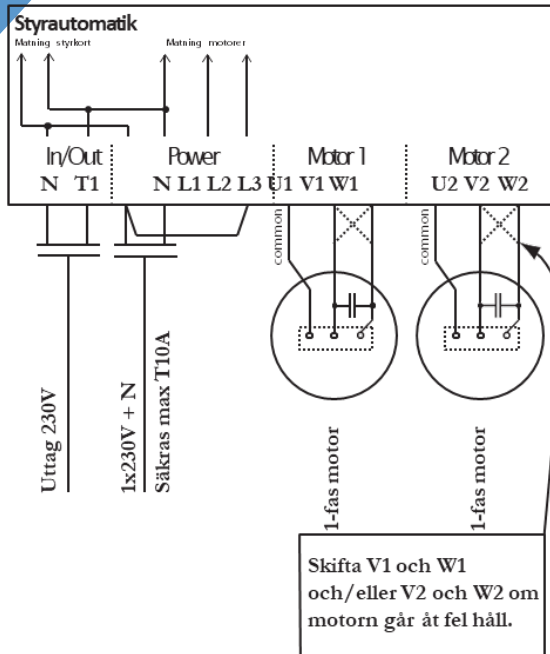 Styrautomatik
Matning styrkort Matning motorer
In/Out Power Motor 1 Motor 2
N T1 N L1 L2 L3 U1 V1 W1 U2 V2 W2
common
common
Uttag 230V
1x230V + N
Säkras max T10A
1-fas motor
1-fas motor
Skifta V1 och W1
och/eller V2 och W2 om
motorn går åt fel håll.